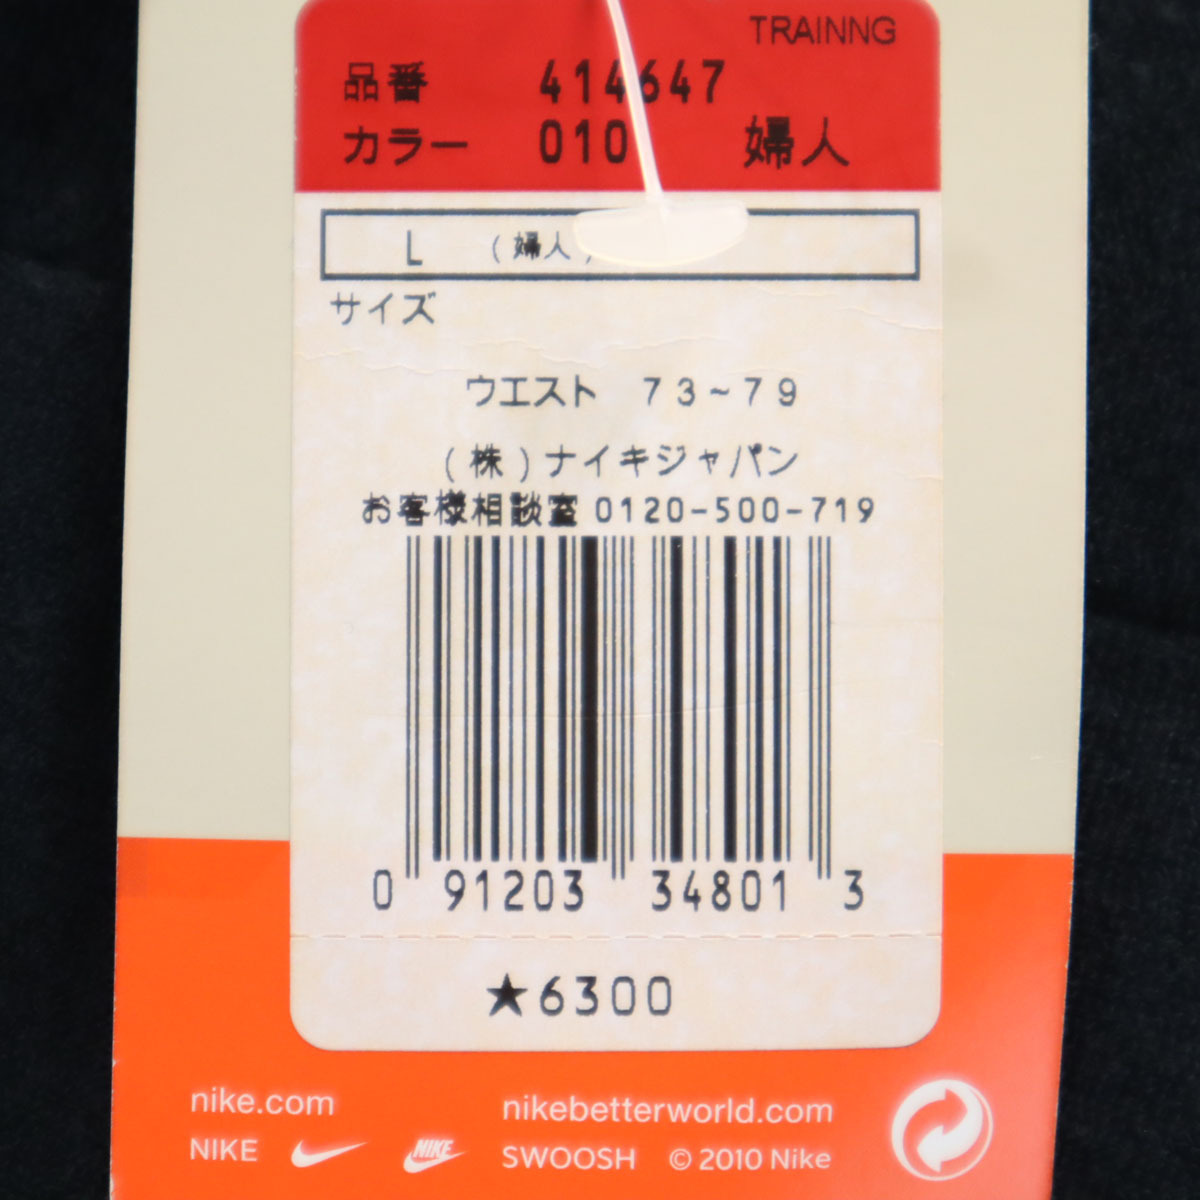 TRAINNG
品番 414647
カラー 010 婦人
L (婦人)
サイズ
ウエスト 73~79
(株)ナイキジャパン
お客様相談室 0120-500-719
0 91203 34801 3
★6300
nike.com
nikebetterworld.com
NIKE NIKE SWOOSH © 2010 Nike